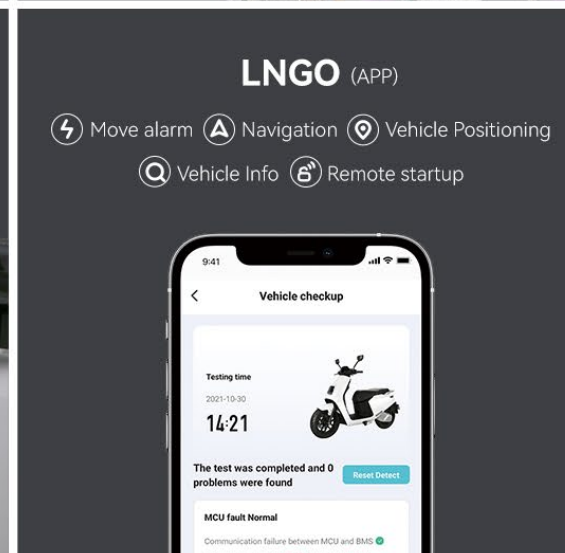 LNGO (APP)
Move alarm Navigation Vehicle Positioning
Vehicle Info Remote startup
9:41
Vehicle checkup
Testing time
2021-10-30
14:21
The test was completed and 0
problems were found
Reset Detect
MCU fault Normal
Communication failure between MCU and BMS